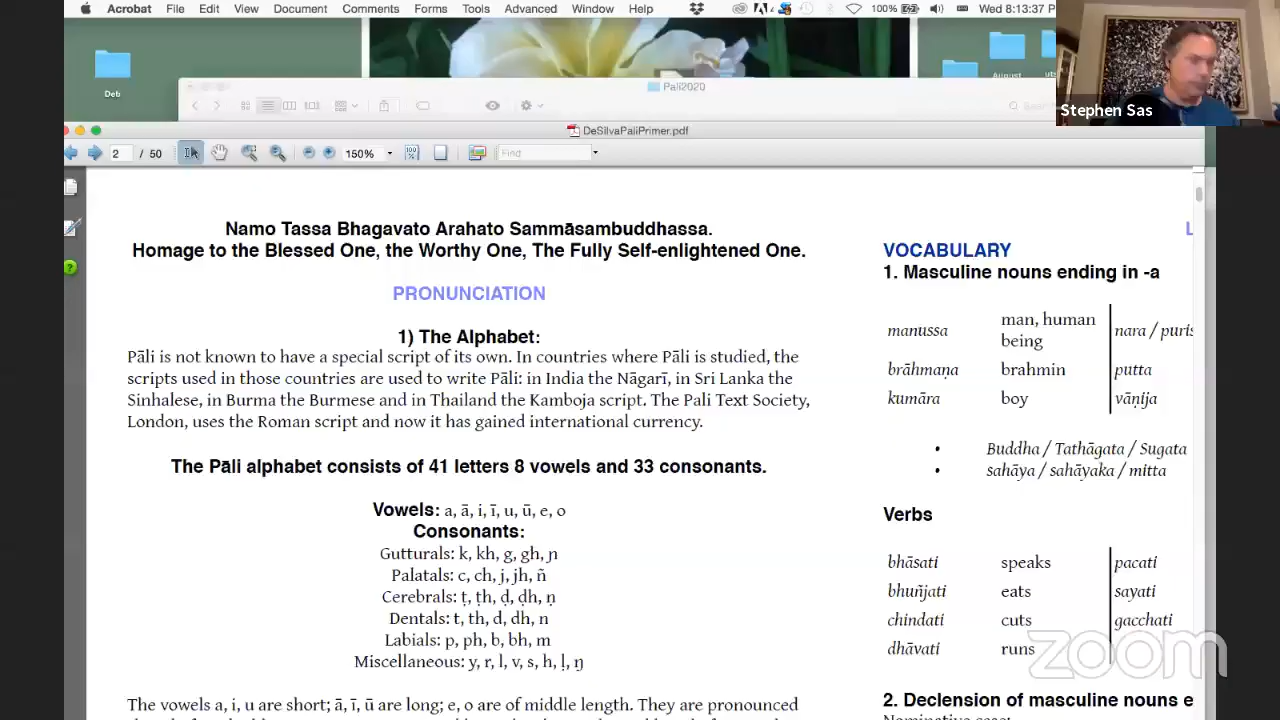 Acrobat File Edit View Document Comments Forms Tools Advanced Window Help 100% Wed 8:13:37 P
Deb
August
Pali2020
Stephen Sas
DeSilvaPaliPrimer.pdf
2 / 50 150% Find
Namo Tassa Bhagavato Arahato Sammāsambuddhassa.
Homage to the Blessed One, the Worthy One, The Fully Self-enlightened One.
PRONUNCIATION
1) The Alphabet:
Pāli is not known to have a special script of its own. In countries where Pāli is studied, the
scripts used in those countries are used to write Pāli: in India the Nāgarī, in Sri Lanka the
Sinhalese, in Burma the Burmese and in Thailand the Kamboja script. The Pali Text Society,
London, uses the Roman script and now it has gained international currency.
The Pāli alphabet consists of 41 letters 8 vowels and 33 consonants.
Vowels: a, ā, i, ī, u, ū, e, o
Consonants:
Gutturals: k, kh, g, gh, ɲ
Palatals: c, ch, j, jh, ñ
Cerebrals: ṭ, ṭh, ḍ, ḍh, ṇ
Dentals: t, th, d, dh, n
Labials: p, ph, b, bh, m
Miscellaneous: y, r, l, v, s, h, ḷ, ŋ
The vowels a, i, u are short; ā, ī, ū are long; e, o are of middle length. They are pronounced
L
VOCABULARY
1. Masculine nouns ending in -a
manussa man, human being nara / puris
brāhmaṇa brahmin putta
kumāra boy vāṇija
• Buddha / Tathāgata / Sugata
• sahāya / sahāyaka / mitta
Verbs
bhāsati speaks pacati
bhuñjati eats sayati
chindati cuts gacchati
dhāvati runs
2. Declension of masculine nouns e
Nominative case:
zoom